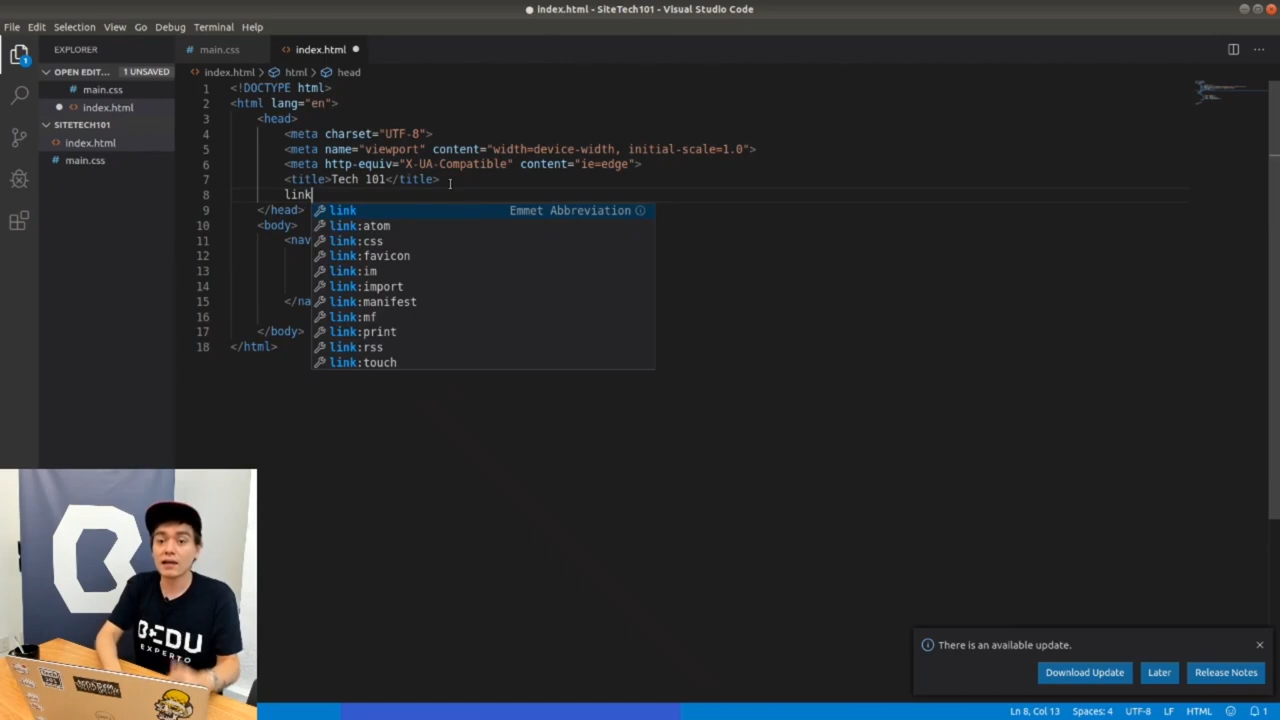 ● index.html - SiteTech101 - Visual Studio Code
File Edit Selection View Go Debug Terminal Help
EXPLORER
# main.css
<> index.html ●
OPEN EDIT... 1 UNSAVED
<> index.html > html > head
# main.css
● <> index.html
SITETECH101
<> index.html
# main.css
1 <!DOCTYPE html>
2 <html lang="en">
3 <head>
4 <meta charset="UTF-8">
5 <meta name="viewport" content="width=device-width, initial-scale=1.0">
6 <meta http-equiv="X-UA-Compatible" content="ie=edge">
7 <title>Tech 101</title>
8 link
9 </head>
10 <body>
11 <nav
12
13
14
15 </na
16
17 </body>
18 </html>
link Emmet Abbreviation
link:atom
link:css
link:favicon
link:im
link:import
link:manifest
link:mf
link:print
link:rss
link:touch
1
BEDU
EXPERTO
There is an available update.
Download Update Later Release Notes
Ln 8, Col 13 Spaces: 4 UTF-8 LF HTML 1